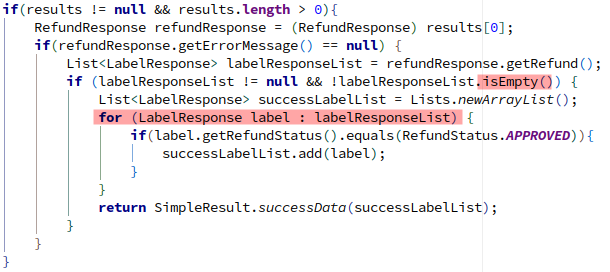 if(results != null && results.length > 0){
RefundResponse refundResponse = (RefundResponse) results[0];
if(refundResponse.getErrorMessage() == null) {
List<LabelResponse> labelResponseList = refundResponse.getRefund();
if (labelResponseList != null && !labelResponseList.isEmpty()) {
List<LabelResponse> successLabelList = Lists.newArrayList();
for (LabelResponse label : labelResponseList) {
if(label.getRefundStatus().equals(RefundStatus.APPROVED)){
successLabelList.add(label);
}
}
return SimpleResult.successData(successLabelList);
}
}
}